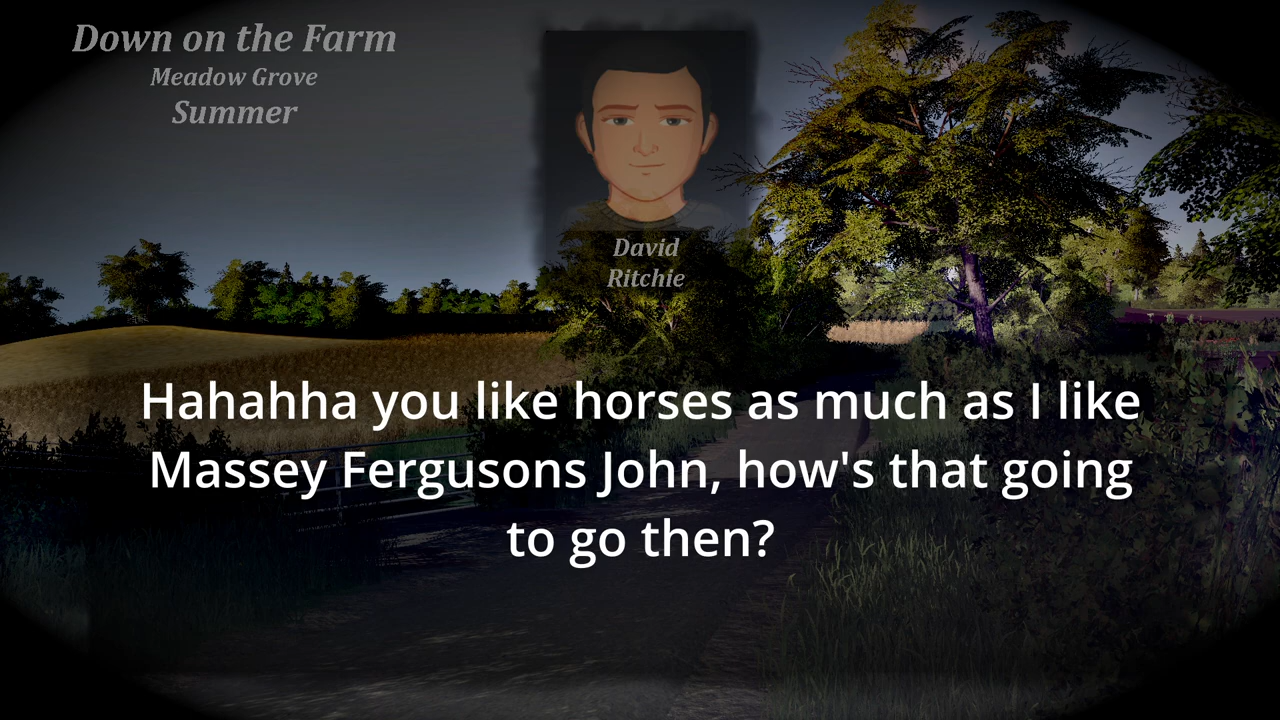 Down on the Farm
Meadow Grove
Summer
David
Ritchie
Hahahha you like horses as much as I like
Massey Fergusons John, how's that going
to go then?